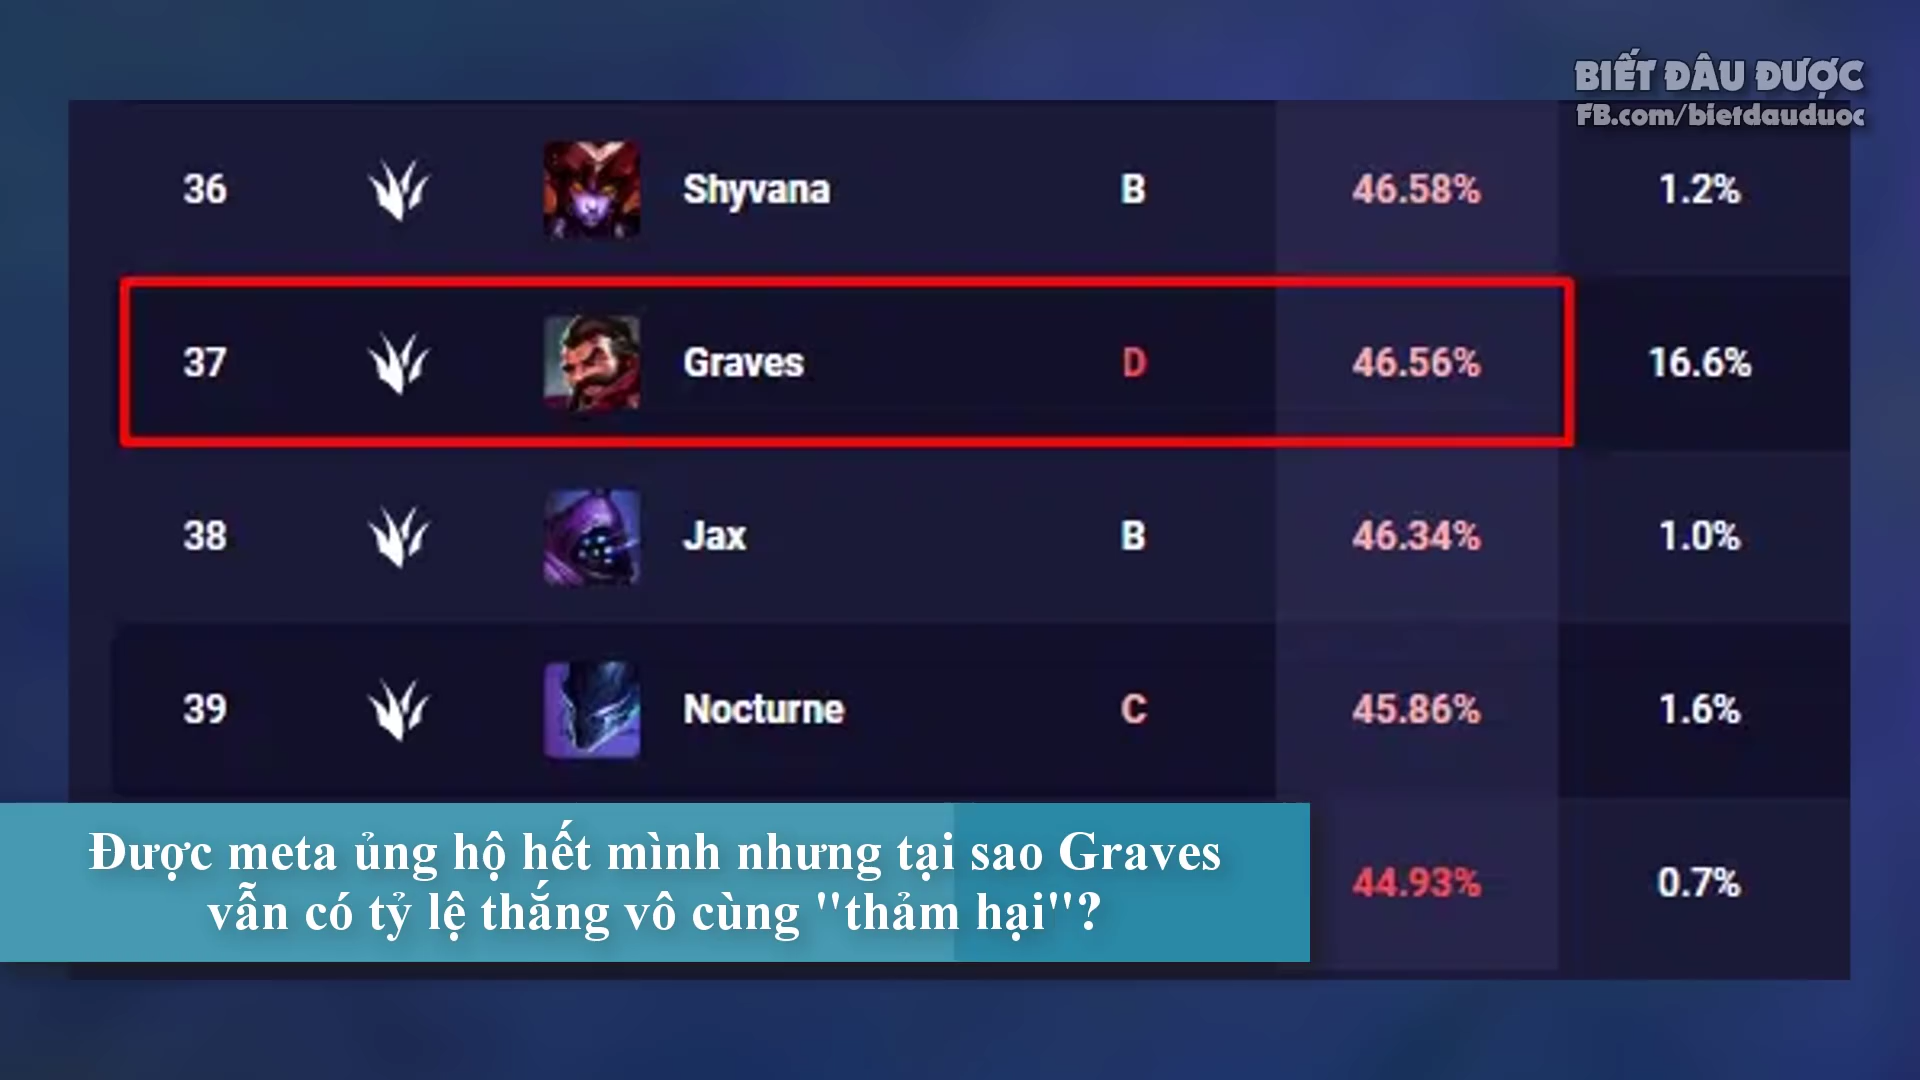 BIẾT ĐÂU ĐƯỢC
FB.com/bietdauduoc
36 Shyvana B 46.58% 1.2%
37 Graves D 46.56% 16.6%
38 Jax B 46.34% 1.0%
39 Nocturne C 45.86% 1.6%
44.93% 0.7%
Được meta ủng hộ hết mình nhưng tại sao Graves
vẫn có tỷ lệ thắng vô cùng "thảm hại"?